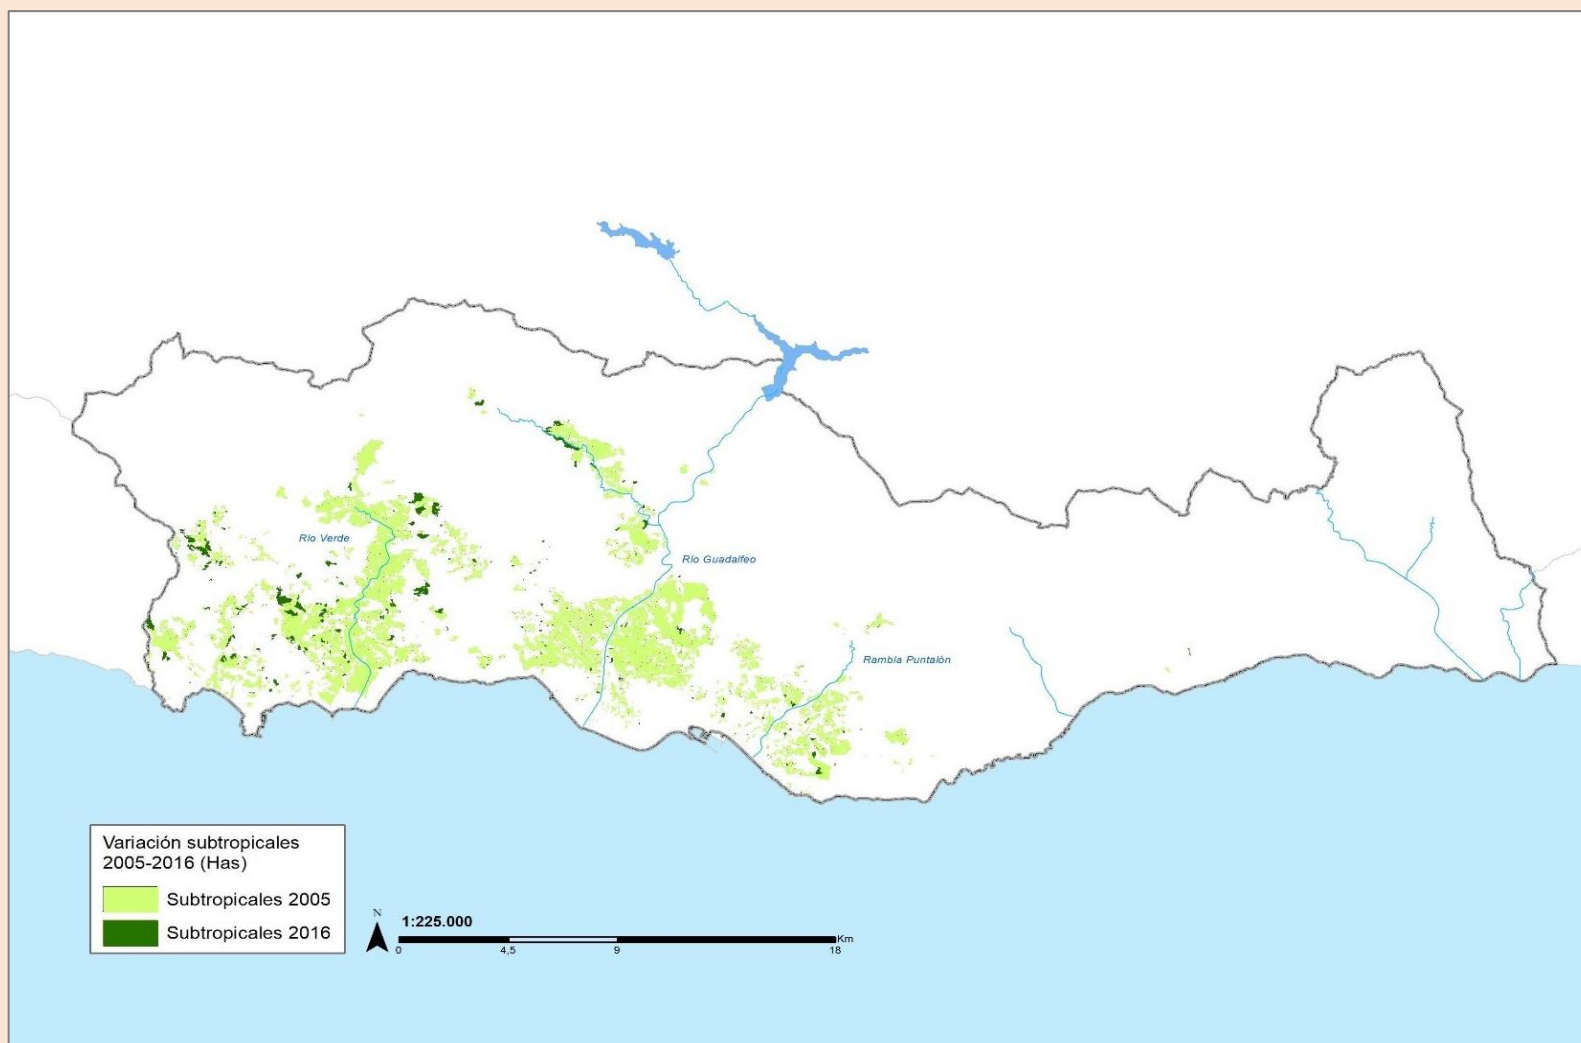 Río Verde
Río Guadalfeo
Rambla Puntalón
Variación subtropicales
2005-2016 (Has)
Subtropicales 2005
Subtropicales 2016
N
1:225.000
Km
0 4,5 9 18